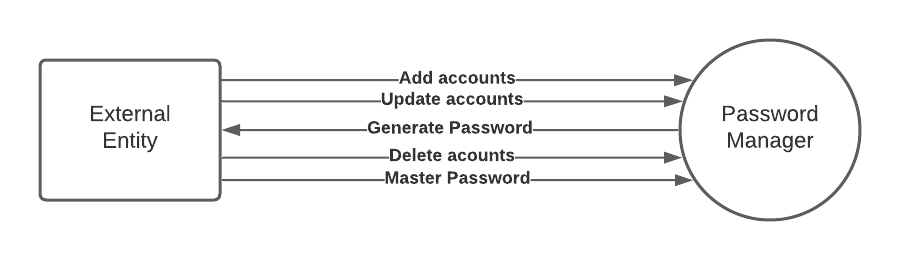 External
Entity
Add accounts
Update accounts
Generate Password
Delete acounts
Master Password
Password
Manager